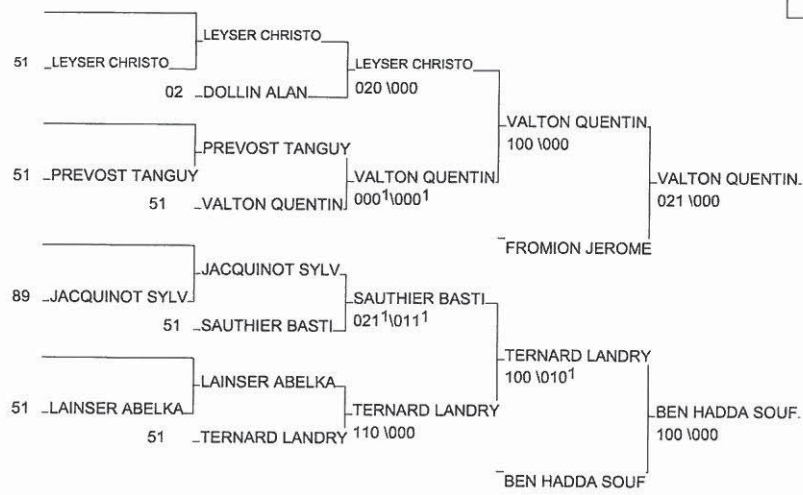 LEYSER CHRISTO
51 LEYSER CHRISTO
LEYSER CHRISTO
02 DOLLIN ALAN
020 \000
VALTON QUENTIN
100 \000
PREVOST TANGUY
51 PREVOST TANGUY
VALTON QUENTIN
51 VALTON QUENTIN
000¹\000¹
VALTON QUENTIN
021 \000
FROMION JEROME
JACQUINOT SYLV
89 JACQUINOT SYLV
SAUTHIER BASTI
51 SAUTHIER BASTI
021¹\011¹
TERNARD LANDRY
100 \010¹
LAINSER ABELKA
51 LAINSER ABELKA
TERNARD LANDRY
51 TERNARD LANDRY
110 \000
BEN HADDA SOUF.
100 \000
BEN HADDA SOUF